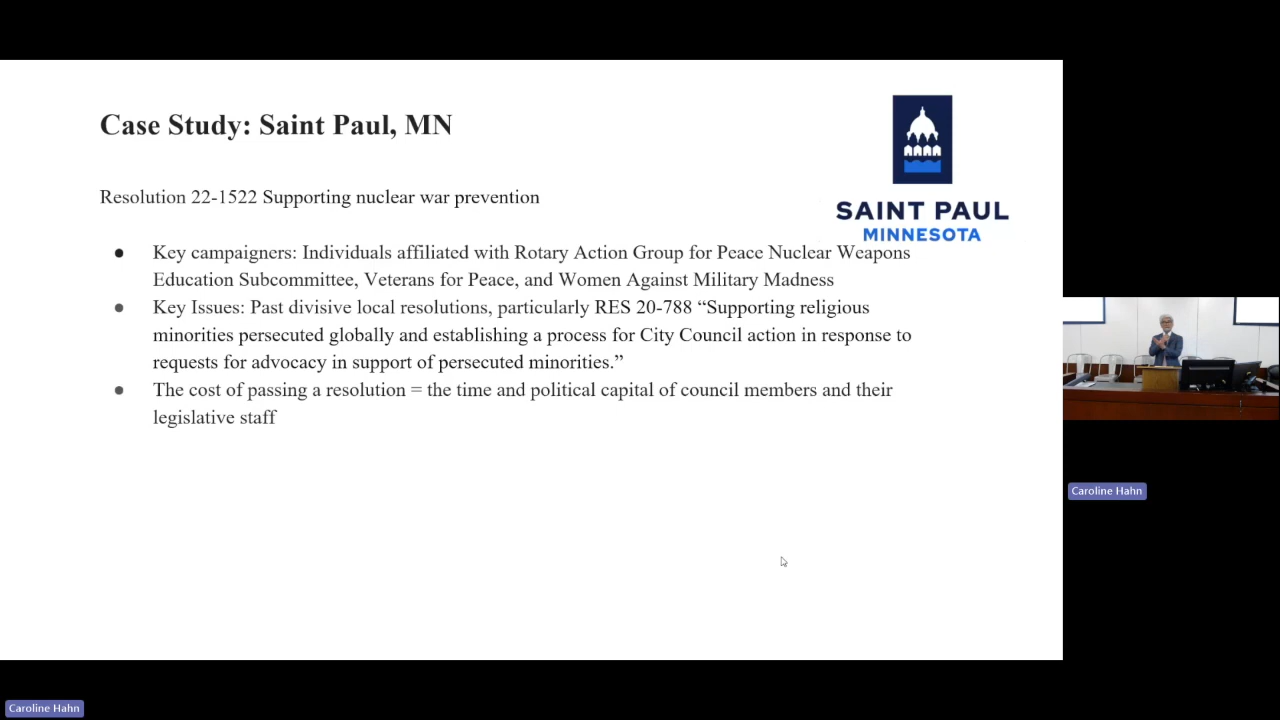 Case Study: Saint Paul, MN
SAINT PAUL
MINNESOTA
Resolution 22-1522 Supporting nuclear war prevention
● Key campaigners: Individuals affiliated with Rotary Action Group for Peace Nuclear Weapons
Education Subcommittee, Veterans for Peace, and Women Against Military Madness
● Key Issues: Past divisive local resolutions, particularly RES 20-788 “Supporting religious
minorities persecuted globally and establishing a process for City Council action in response to
requests for advocacy in support of persecuted minorities.”
● The cost of passing a resolution = the time and political capital of council members and their
legislative staff
Caroline Hahn
Caroline Hahn